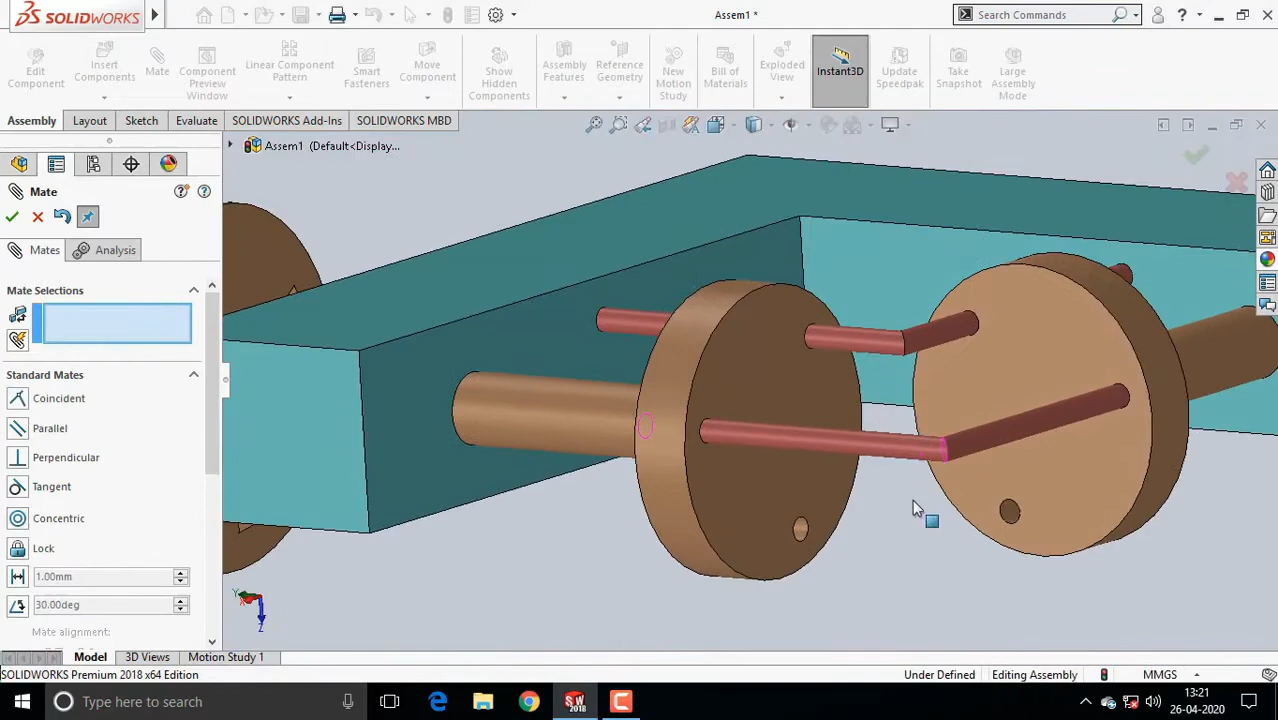 SOLIDWORKS
Assem1 *
Search Commands
Edit Component
Insert Components
Mate
Component Preview Window
Linear Component Pattern
Smart Fasteners
Move Component
Show Hidden Components
Assembly Features
Reference Geometry
New Motion Study
Bill of Materials
Exploded View
Instant3D
Update Speedpak
Take Snapshot
Large Assembly Mode
Assembly
Layout
Sketch
Evaluate
SOLIDWORKS Add-Ins
SOLIDWORKS MBD
Assem1 (Default<Display...
Mate
Mates
Analysis
Mate Selections
Standard Mates
Coincident
Parallel
Perpendicular
Tangent
Concentric
Lock
1.00mm
30.00deg
Mate alignment:
Y
X
Z
Model
3D Views
Motion Study 1
SOLIDWORKS Premium 2018 x64 Edition
Under Defined
Editing Assembly
MMGS
Type here to search
SW
2018
13:21
26-04-2020